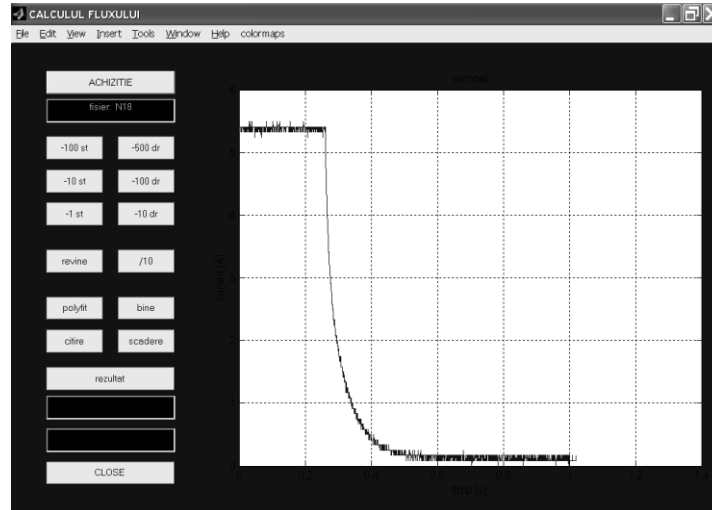 CALCULUL FLUXULUI
File Edit View Insert Tools Window Help colormaps
ACHIZITIE
fisier: N18
-100 st -500 dr
-10 st -100 dr
-1 st -10 dr
revine /10
polyfit bine
citire scadere
rezultat
CLOSE
semnal
6
5
4
3
2
1
0
curent [A]
0 0.2 0.4 0.6 0.8 1 1.2 1.4
timp [s]